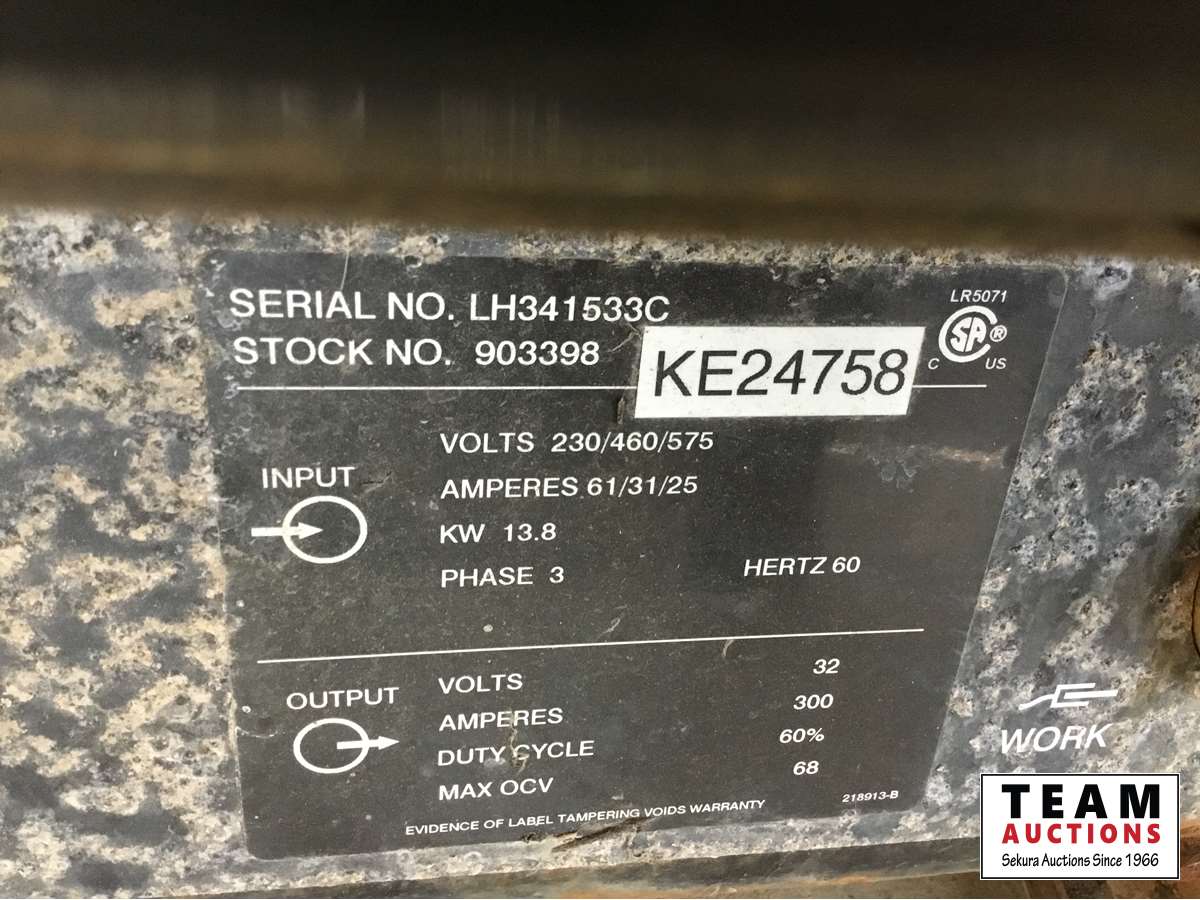 SERIAL NO. LH341533C
STOCK NO. 903398
KE24758
LR5071
SA®
C US
INPUT
VOLTS 230/460/575
AMPERES 61/31/25
KW 13.8
PHASE 3 HERTZ 60
OUTPUT
VOLTS 32
AMPERES 300
DUTY CYCLE 60%
MAX OCV 68
EVIDENCE OF LABEL TAMPERING VOIDS WARRANTY 218913-B
WORK
TEAM
AUCTIONS
Sekura Auctions Since 1966